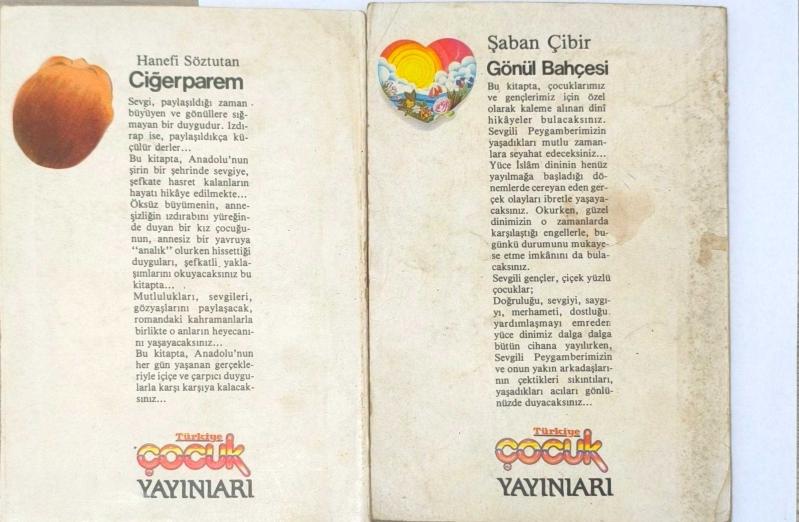 Hanefi Söztutan
Ciğerparem
Sevgi, paylaşıldığı zaman
büyüyen ve gönüllere sığ-
mayan bir duygudur. Izdı-
rap ise, paylaşıldıkça kü-
çülür derler...
Bu kitapta, Anadolu'nun
şirin bir şehrinde sevgiye,
şefkate hasret kalanların
hayatı hikâye edilmekte...
Öksüz büyümenin, anne-
şizliğin ızdırabını yüreğin-
de duyan bir kız çocuğu-
nun, annesiz bir yavruya
"analık" olurken hissettiği
duyguları, şefkatli yakla-
şımlarını okuyacaksınız bu
kitapta...
Mutlulukları, sevgileri,
gözyaşlarını paylaşacak,
romandaki kahramanlarla
birlikte o anların heyecanı-
nı yaşayacaksınız...
Bu kitapta, Anadolu'nun
her gün yaşanan gerçekle-
riyle içiçe ve çarpıcı duygu-
larla karşı karşıya kalacak-
sınız...
Türkiye
çocuk
YAYINLARI
Şaban Çibir
Gönül Bahçesi
Bu kitapta, çocuklarımız
ve gençlerimiz için özel
olarak kaleme alınan dinî
hikâyeler bulacaksınız.
Sevgili Peygamberimizin
yaşadıkları mutlu zaman-
lara seyahat edeceksiniz...
Yüce İslâm dininin henüz
yayılmağa başladığı dö-
nemlerde cereyan eden ger-
çek olayları ibretle yaşaya-
caksınız. Okurken, güzel
dinimizin o zamanlarda
karşılaştığı engellerle, bu-
günkü durumunu mukaye-
se etme imkânını da bula-
caksınız.
Sevgili gençler, çiçek yüzlü
çocuklar;
Doğruluğu, sevgiyi, saygı-
yı, merhameti, dostluğu,
yardımlaşmayı emreden
yüce dinimiz dalga dalga
bütün cihana yayılırken,
Sevgili Peygamberimizin
ve onun yakın arkadaşları-
nın çektikleri sıkıntıları,
yaşadıkları acıları gönlü-
nüzde duyacaksınız...
Türkiye
çocuk
YAYINLARI